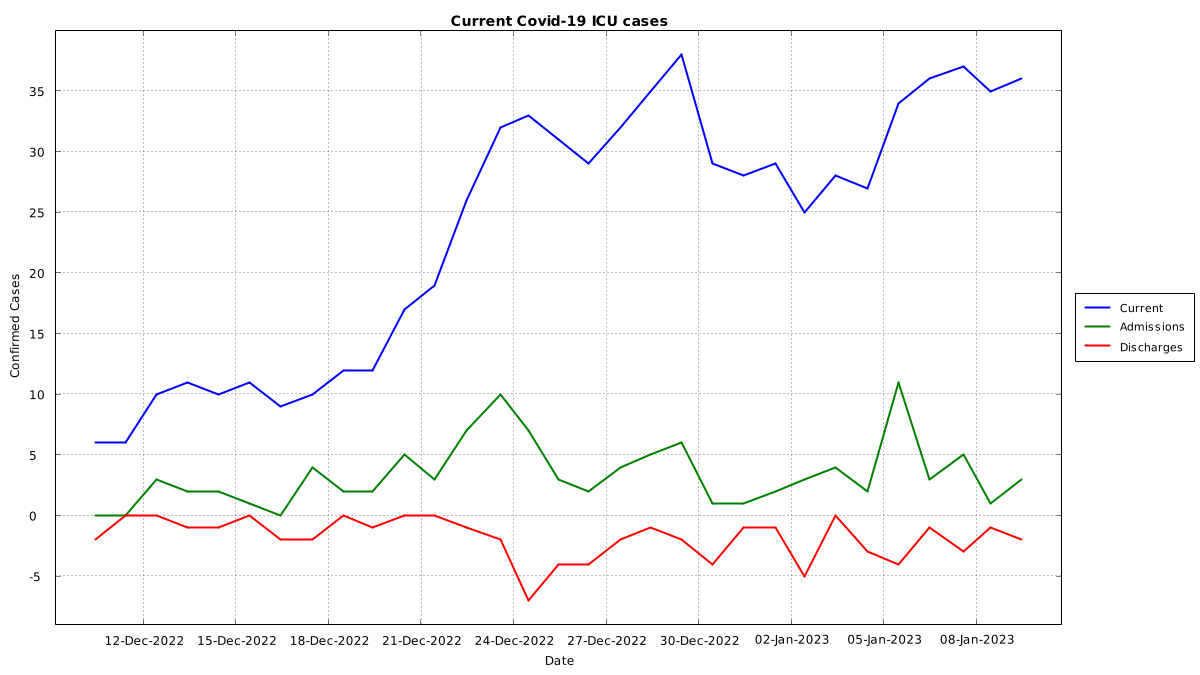 Current Covid-19 ICU cases
35
30
25
20
15
10
5
0
-5
Confirmed Cases
12-Dec-2022 15-Dec-2022 18-Dec-2022 21-Dec-2022 24-Dec-2022 27-Dec-2022 30-Dec-2022 02-Jan-2023 05-Jan-2023 08-Jan-2023
Date
Current
Admissions
Discharges